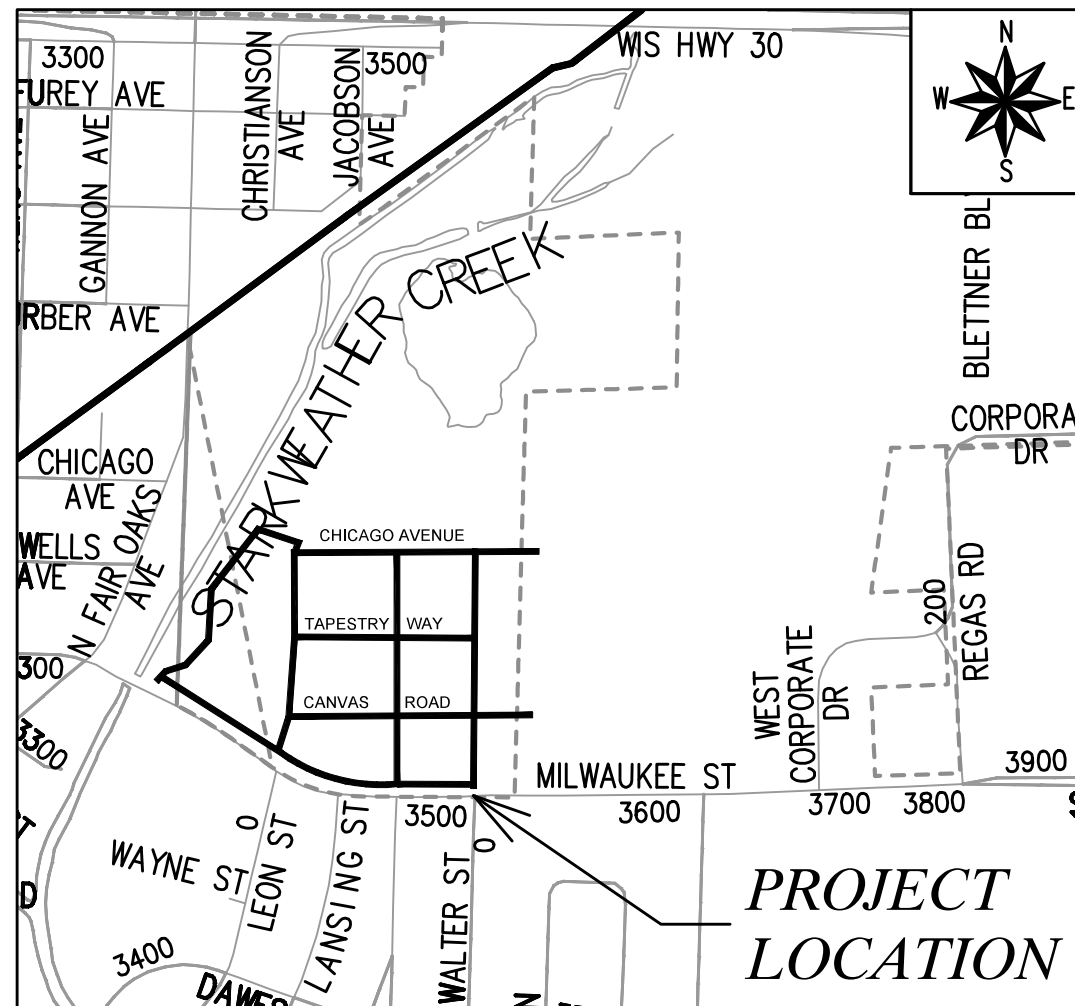 WIS HWY 30
N
W
E
S
3300
CHRISTIANSON
AVE
JACOBSON
AVE
3500
FUREY AVE
GANNON AVE
RBER AVE
STARKWEATHER CREEK
BLETTNER BL
CORPORA
DR
CHICAGO
AVE
WELLS
AVE
N FAIR OAKS
AVE
CHICAGO AVENUE
TAPESTRY WAY
CANVAS ROAD
200
REGAS RD
WEST
CORPORATE
DR
300
3300
MILWAUKEE ST
3500
3600
3700
3800
3900
S
0
WAYNE ST
LEON ST
LANSING ST
WALTER ST
0
D
3400
DAWES
N
PROJECT
LOCATION